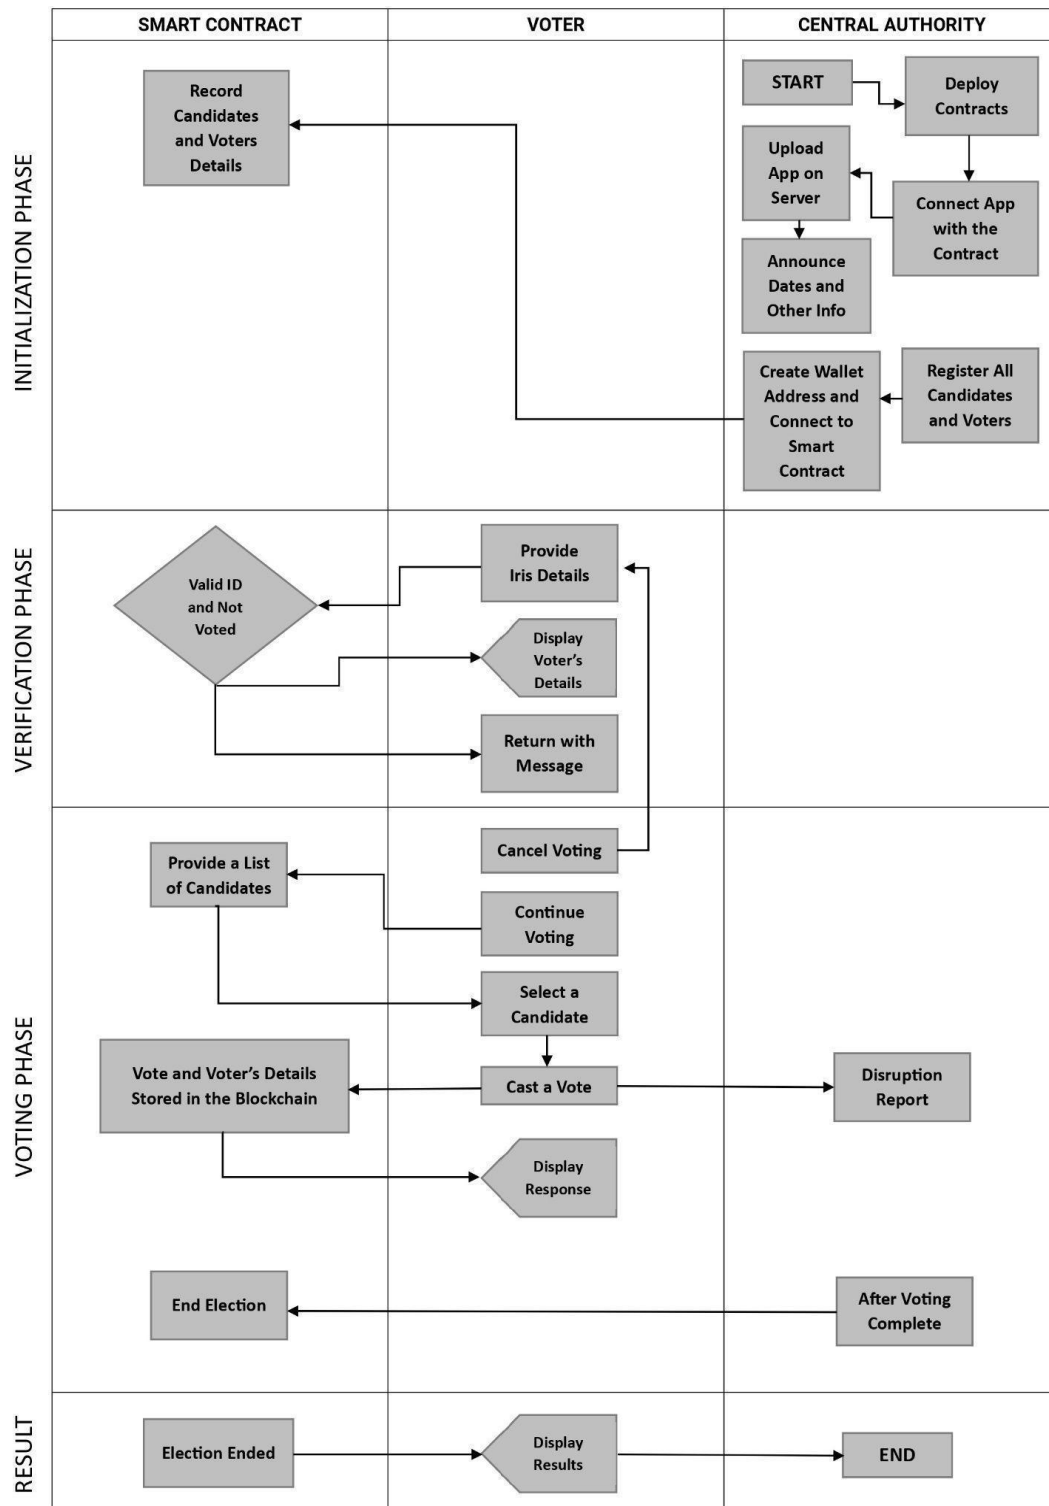 SMART CONTRACT
VOTER
CENTRAL AUTHORITY
INITIALIZATION PHASE
Record
Candidates
and Voters
Details
START
Deploy
Contracts
Upload
App on
Server
Connect App
with the
Contract
Announce
Dates and
Other Info
Create Wallet
Address and
Connect to
Smart
Contract
Register All
Candidates
and Voters
VERIFICATION PHASE
Valid ID
and Not
Voted
Provide
Iris Details
Display
Voter’s
Details
Return with
Message
VOTING PHASE
Cancel Voting
Provide a List
of Candidates
Continue
Voting
Select a
Candidate
Vote and Voter’s Details
Stored in the Blockchain
Cast a Vote
Disruption
Report
Display
Response
End Election
After Voting
Complete
RESULT
Election Ended
Display
Results
END